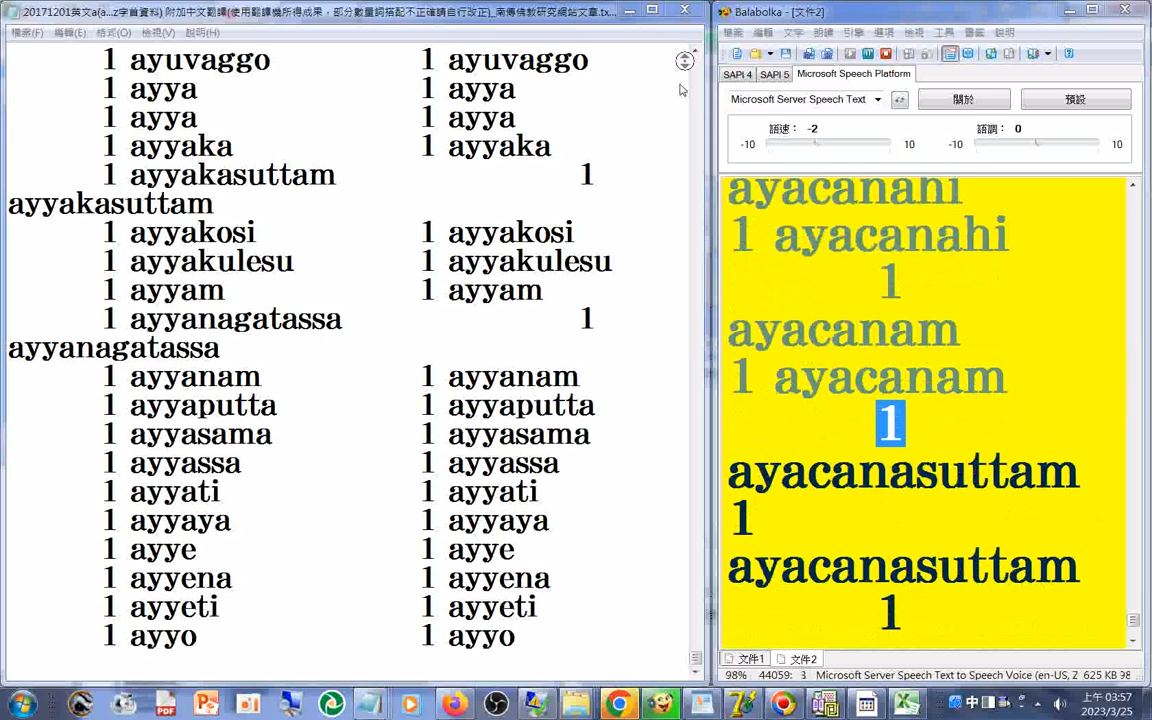 20171201英文a(a...z字首資料) 附加中文翻譯(使用翻譯機所得成果，部分數量詞搭配不正確請自行改正)_南傳佛教研究網站文章.tx...
檔案(F) 編輯(E) 格式(O) 檢視(V) 說明(H)
1 ayuvaggo 1 ayuvaggo
1 ayya 1 ayya
1 ayya 1 ayya
1 ayyaka 1 ayyaka
1 ayyakasuttam 1
ayyakasuttam
1 ayyakosi 1 ayyakosi
1 ayyakulesu 1 ayyakulesu
1 ayyam 1 ayyam
1 ayyanagatassa 1
ayyanagatassa
1 ayyanam 1 ayyanam
1 ayyaputta 1 ayyaputta
1 ayyasama 1 ayyasama
1 ayyassa 1 ayyassa
1 ayyati 1 ayyati
1 ayyaya 1 ayyaya
1 ayye 1 ayye
1 ayyena 1 ayyena
1 ayyeti 1 ayyeti
1 ayyo 1 ayyo
Balabolka - [文件2]
檔案 編輯 文字 朗讀 引擎 選項 檢視 工具 書籤 說明
SAPI 4 SAPI 5 Microsoft Speech Platform
Microsoft Server Speech Text 關於 預設
語速： -2 語調： 0
-10 10 -10 10
ayacanahi
1 ayacanahi
1
ayacanam
1 ayacanam
1
ayacanasuttam
1
ayacanasuttam
1
文件1 文件2
98% 44059: 3 Microsoft Server Speech Text to Speech Voice (en-US, Z 625 KB 98
中
上午 03:57
2023/3/25